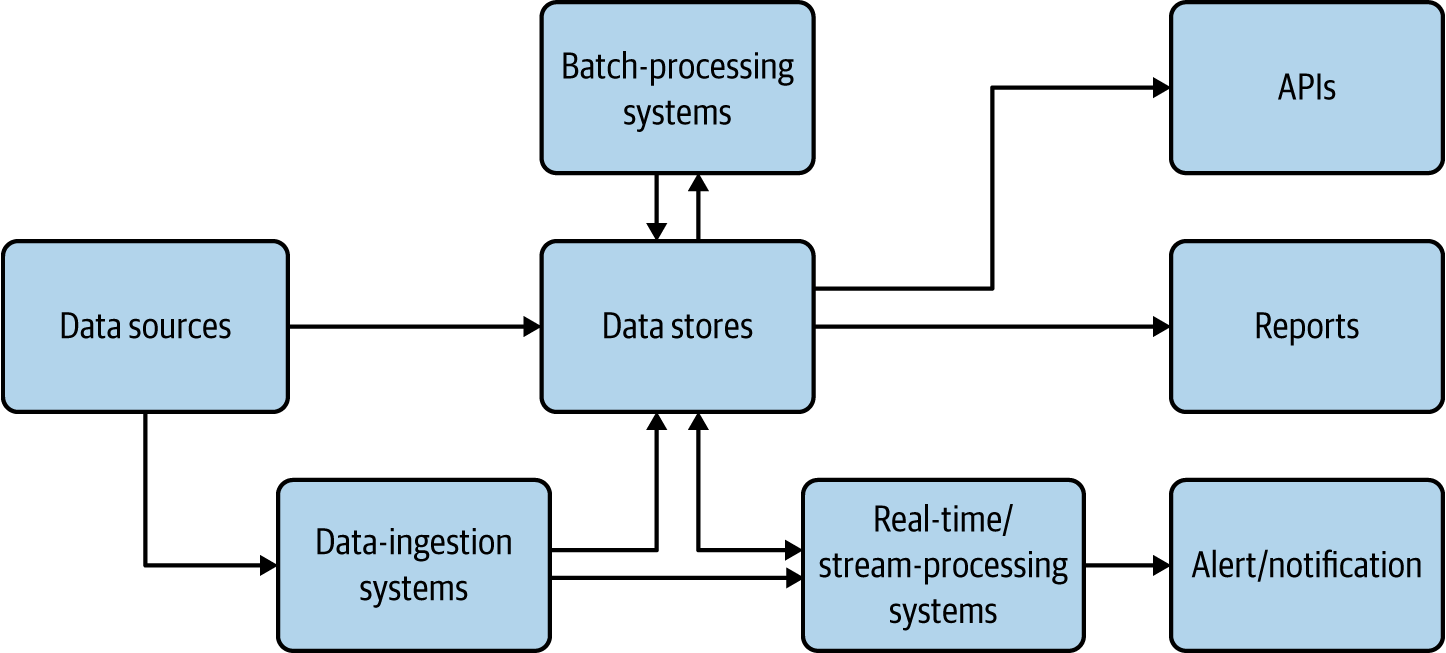 Batch-processing
systems
APIs
Data sources
Data stores
Reports
Data-ingestion
systems
Real-time/
stream-processing
systems
Alert/notification